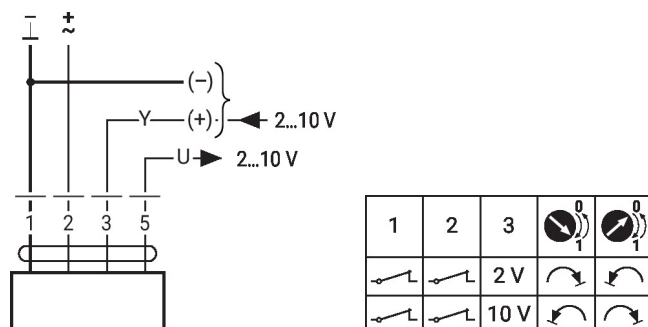 – +
⊥ ~
(–)
Y (+) 2...10 V
U 2...10 V
1 2 3 5
1 2 3 0 1 0 1
2 V
10 V